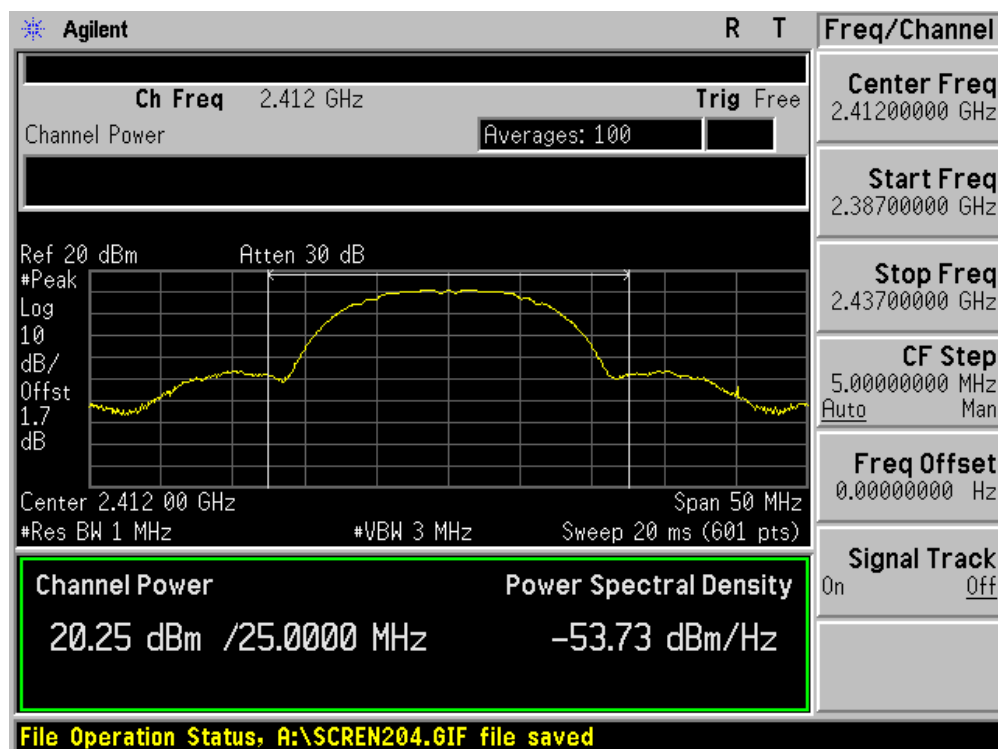 Agilent R T Freq/Channel
Ch Freq 2.412 GHz Trig Free
Channel Power Averages: 100
Center Freq
2.41200000 GHz
Start Freq
2.38700000 GHz
Stop Freq
2.43700000 GHz
CF Step
5.00000000 MHz
Auto Man
Freq Offset
0.00000000 Hz
Signal Track
On Off
Ref 20 dBm Atten 30 dB
#Peak
Log
10
dB/
Offst
1.7
dB
Center 2.412 00 GHz Span 50 MHz
#Res BW 1 MHz #VBW 3 MHz Sweep 20 ms (601 pts)
Channel Power Power Spectral Density
20.25 dBm /25.0000 MHz -53.73 dBm/Hz
File Operation Status, A:\SCREN204.GIF file saved